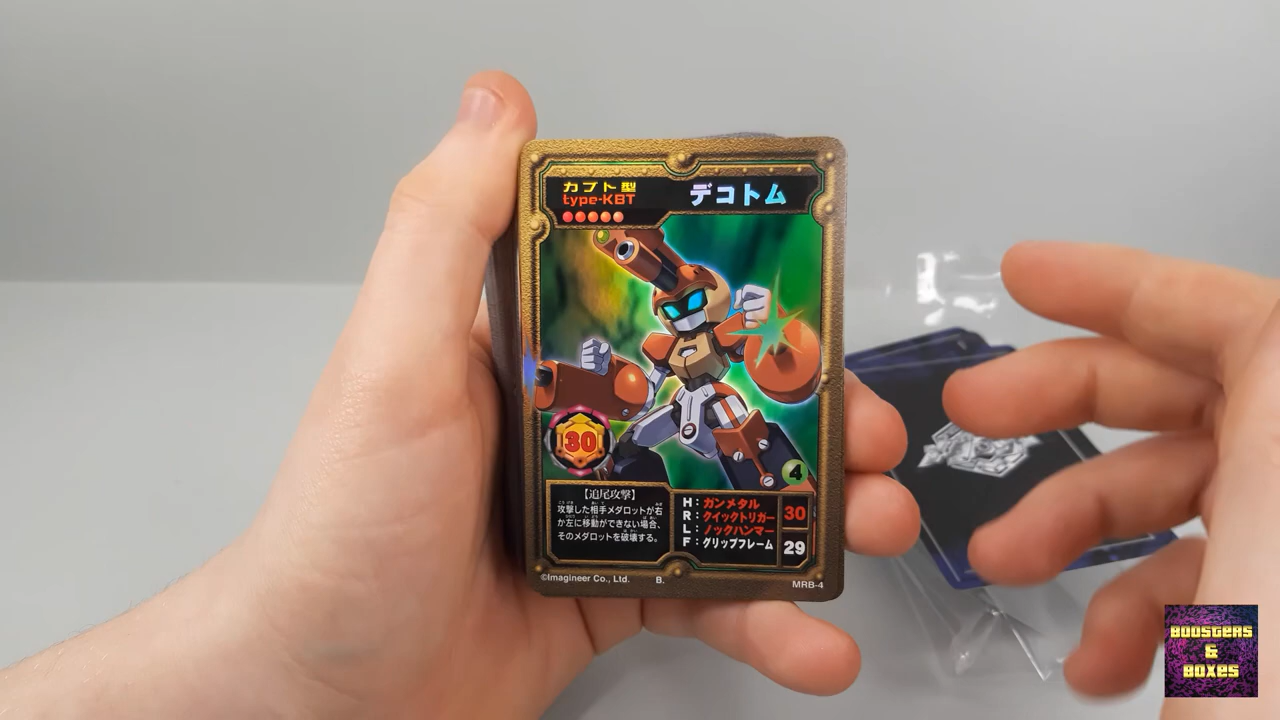 カブト型
type-KBT
デコトム
30
4
【追尾攻撃】
攻撃した相手メダロットが右
か左に移動ができない場合、
そのメダロットを破壊する。
H：ガンメタル
R：クイックトリガー
L：ノックハンマー
F：グリップフレーム
30
29
©Imagineer Co., Ltd.
B.
MRB-4
BOOSTERS
&
BOXES